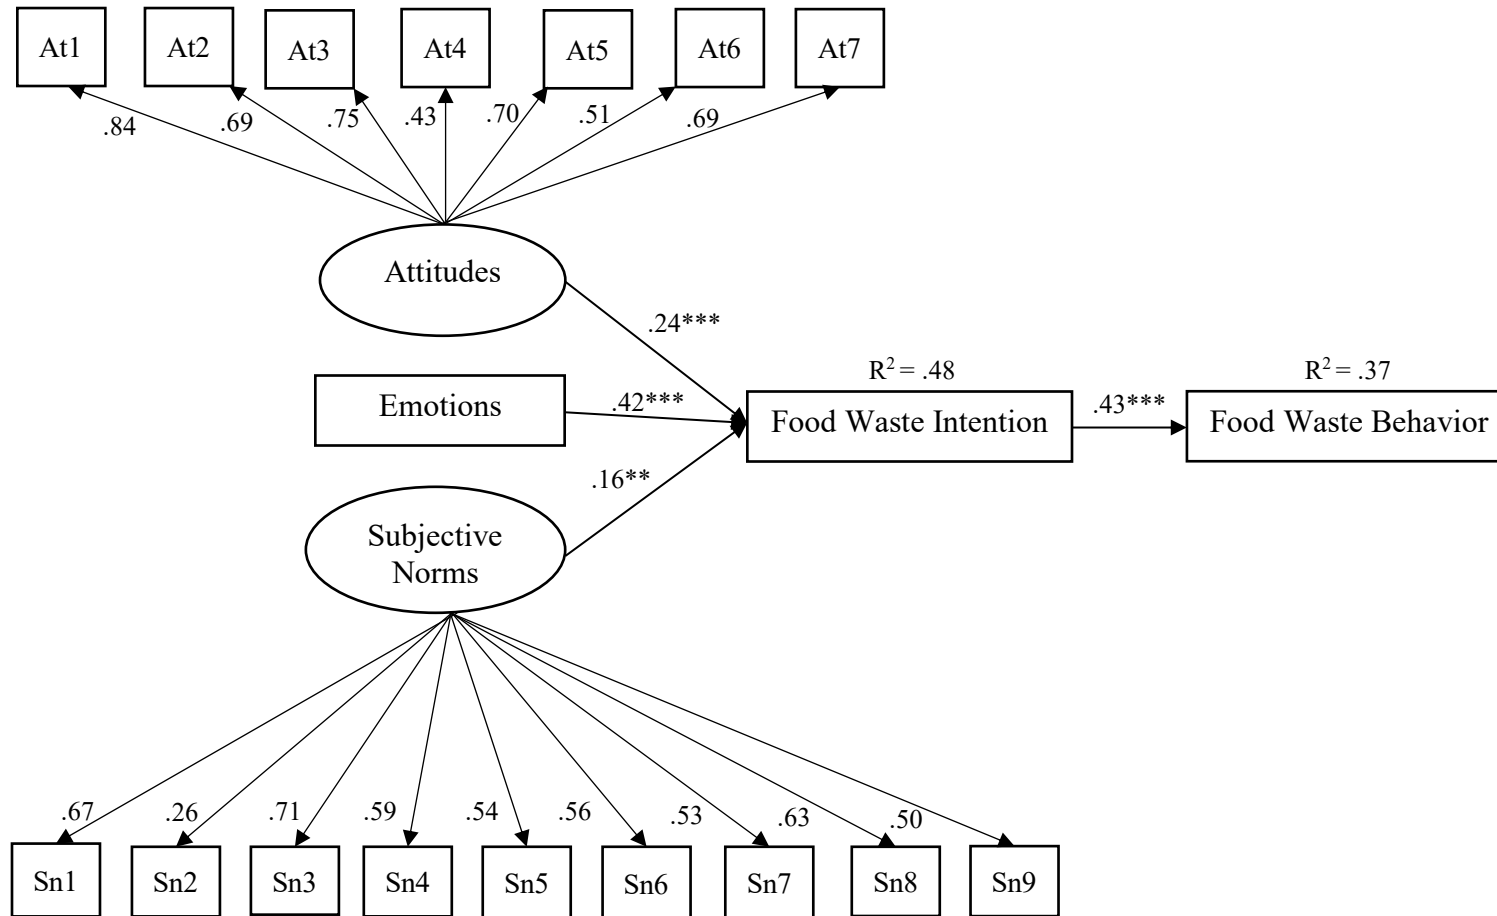 At1 At2 At3 At4 At5 At6 At7
.84 .69 .75 .43 .70 .51 .69
Attitudes
.24***
R² = .48 R² = .37
Emotions .42*** Food Waste Intention .43*** Food Waste Behavior
.16**
Subjective
Norms
.67 .26 .71 .59 .54 .56 .53 .63 .50
Sn1 Sn2 Sn3 Sn4 Sn5 Sn6 Sn7 Sn8 Sn9